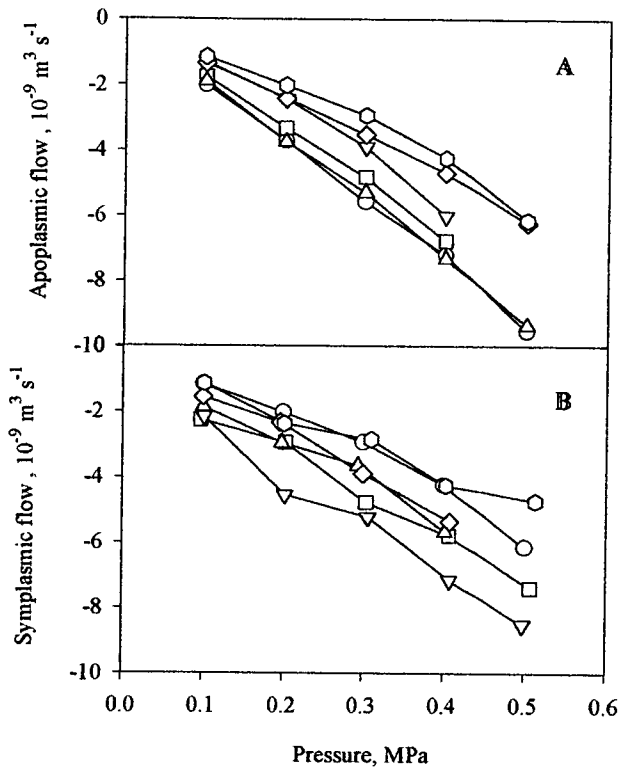 0
-2
-4
-6
-8
-10
Apoplasmic flow , 10⁻⁹ m³ s⁻¹
A
-2
-4
-6
-8
-10
Symplasmic flow , 10⁻⁹ m³ s⁻¹
B
0.0 0.1 0.2 0.3 0.4 0.5 0.6
Pressure, MPa